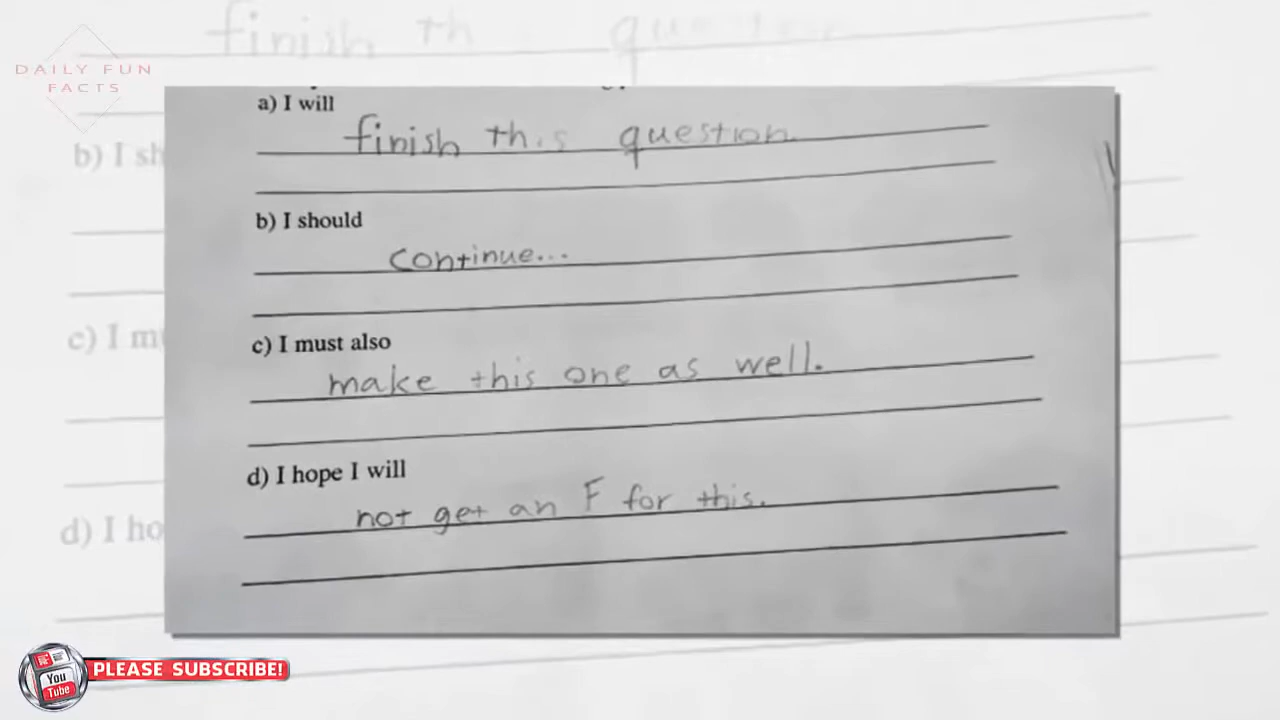 DAILY FUN
FACTS
a) I will
finish this question.
b) I should
continue...
c) I must also
make this one as well.
d) I hope I will
not get an F for this.
PLEASE SUBSCRIBE!
You
Tube